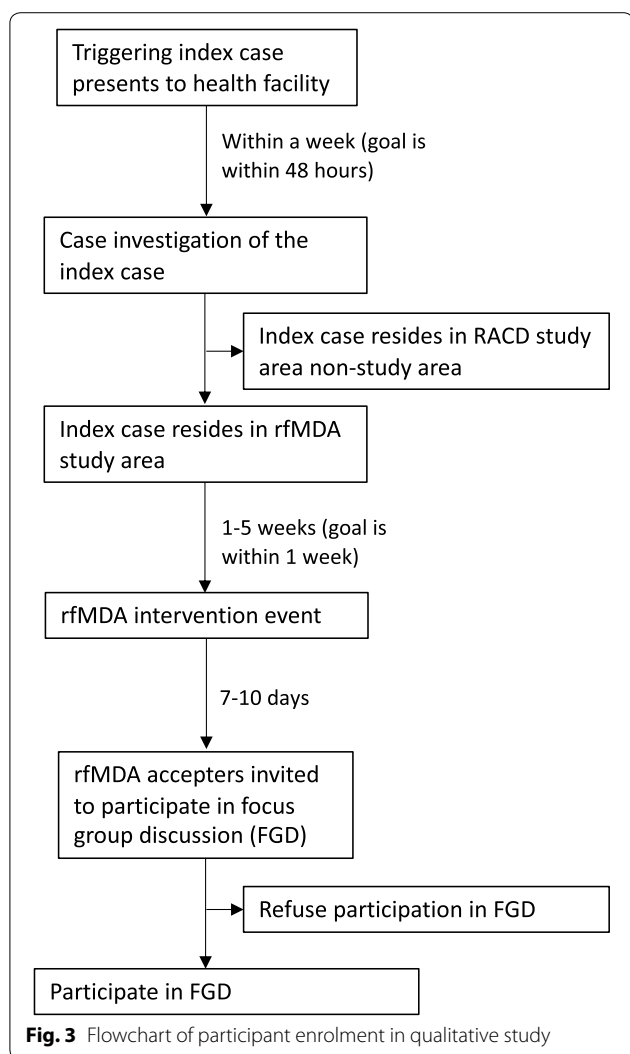 Triggering index case
presents to health facility
Within a week (goal is
within 48 hours)
Case investigation of the
index case
Index case resides in RACD study
area non-study area
Index case resides in rfMDA
study area
1-5 weeks (goal is
within 1 week)
rfMDA intervention event
7-10 days
rfMDA accepters invited
to participate in focus
group discussion (FGD)
Refuse participation in FGD
Participate in FGD
Fig. 3 Flowchart of participant enrolment in qualitative study